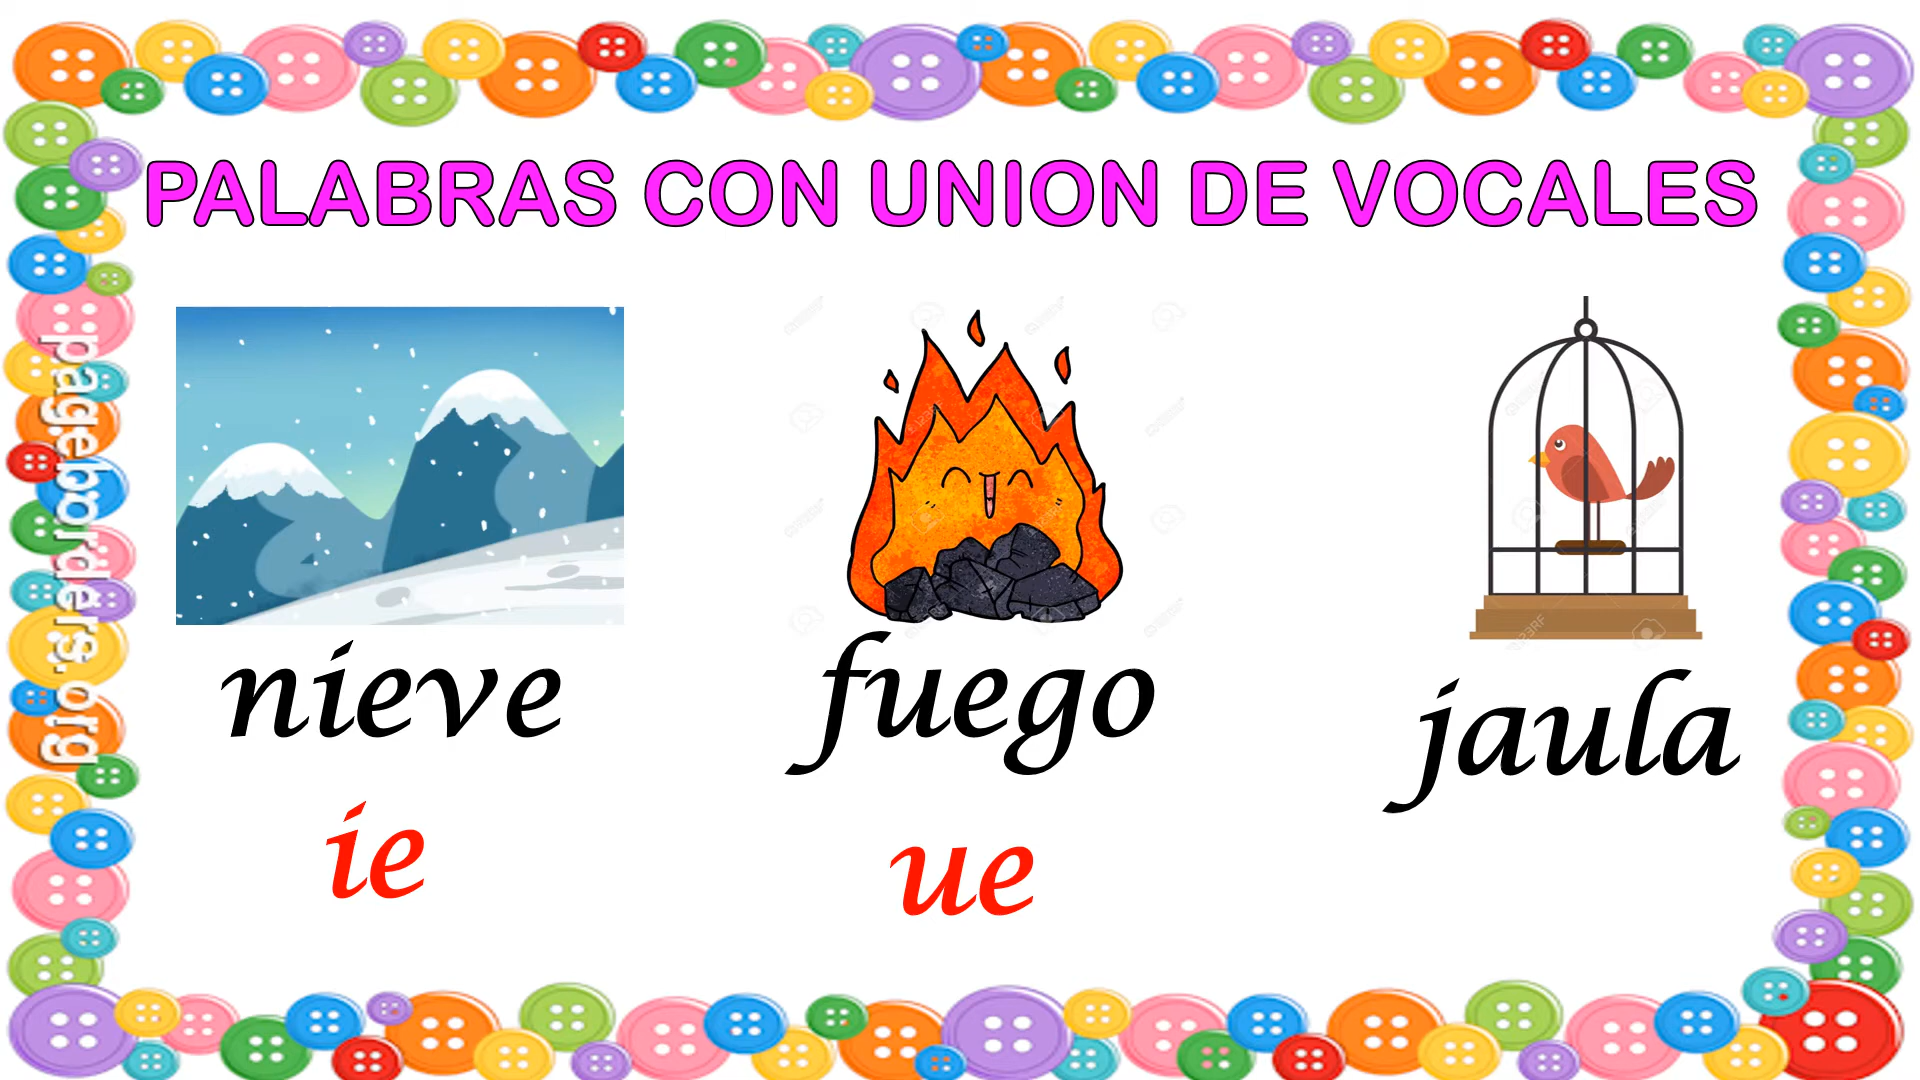 PALABRAS CON UNION DE VOCALES
nieve
fuego
jaula
ie
ue
pageborders.org